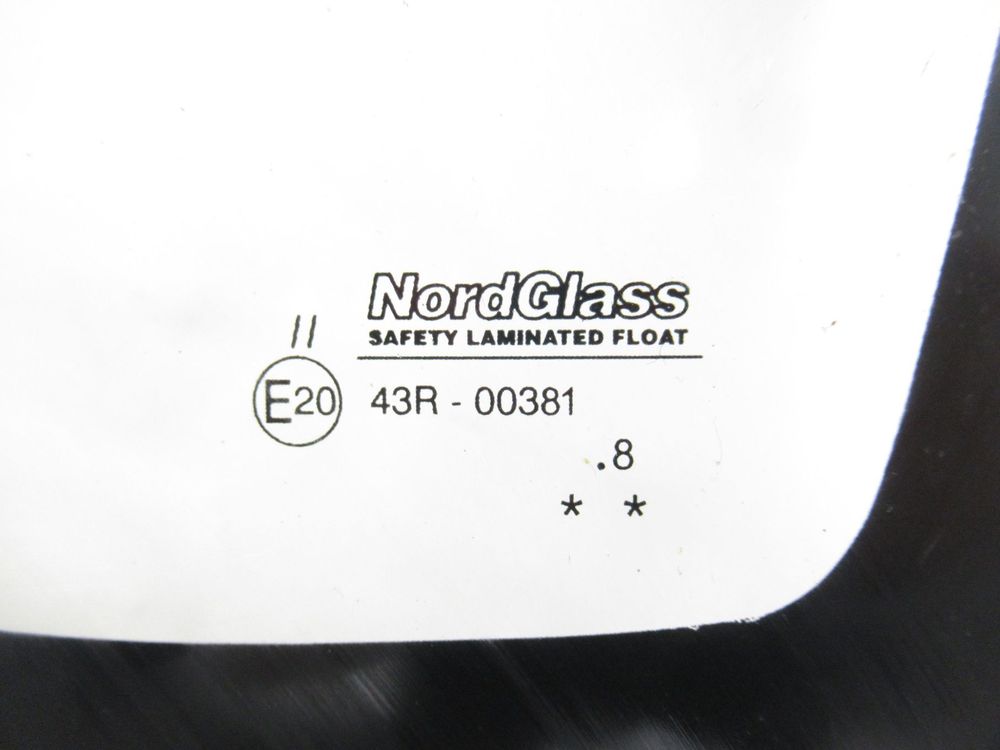 NordGlass
SAFETY LAMINATED FLOAT
II
E20 43R - 00381
.8
* *